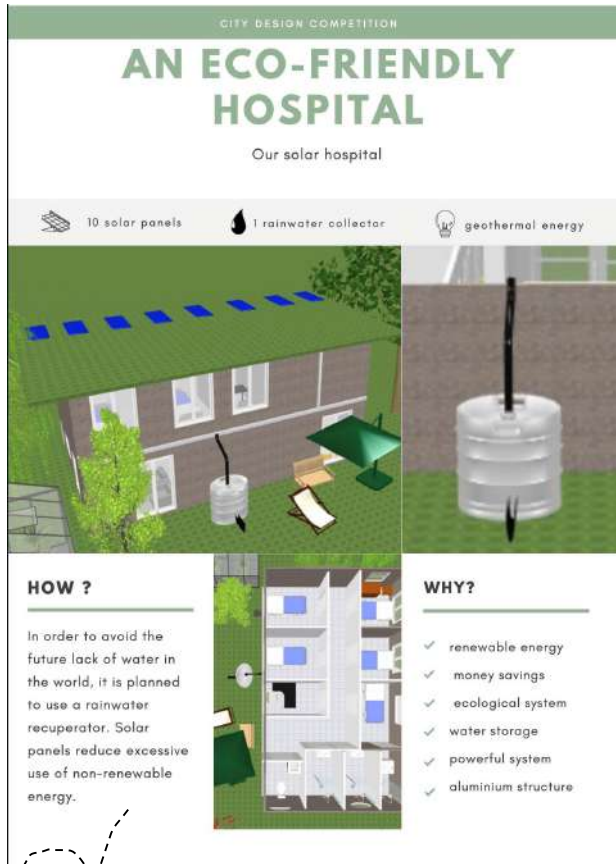 CITY DESIGN COMPETITION
AN ECO-FRIENDLY
HOSPITAL
Our solar hospital
10 solar panels
1 rainwater collector
geothermal energy
HOW ?
In order to avoid the
future lack of water in
the world, it is planned
to use a rainwater
recuperator. Solar
panels reduce excessive
use of non-renewable
energy.
WHY?
renewable energy
money savings
ecological system
water storage
powerful system
aluminium structure